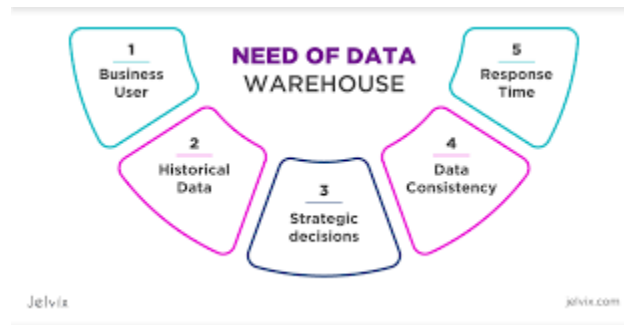 NEED OF DATA
WAREHOUSE
1
Business
User
2
Historical
Data
3
Strategic
decisions
4
Data
Consistency
5
Response
Time
Jelvix
jelvix.com